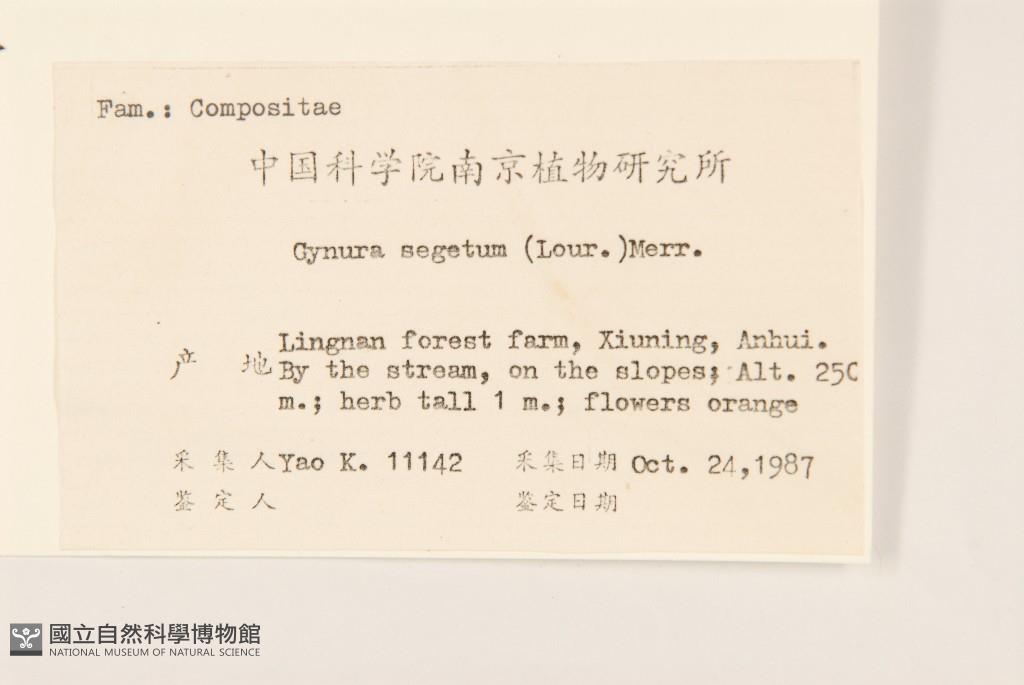 Fam.: Compositae
中国科学院南京植物研究所
Gynura segetum (Lour.)Merr.
产 地 Lingnan forest farm, Xiuning, Anhui.
By the stream, on the slopes; Alt. 250
m.; herb tall 1 m.; flowers orange
采集人 Yao K. 11142 采集日期 Oct. 24,1987
鉴定人 鉴定日期
國立自然科學博物館
NATIONAL MUSEUM OF NATURAL SCIENCE